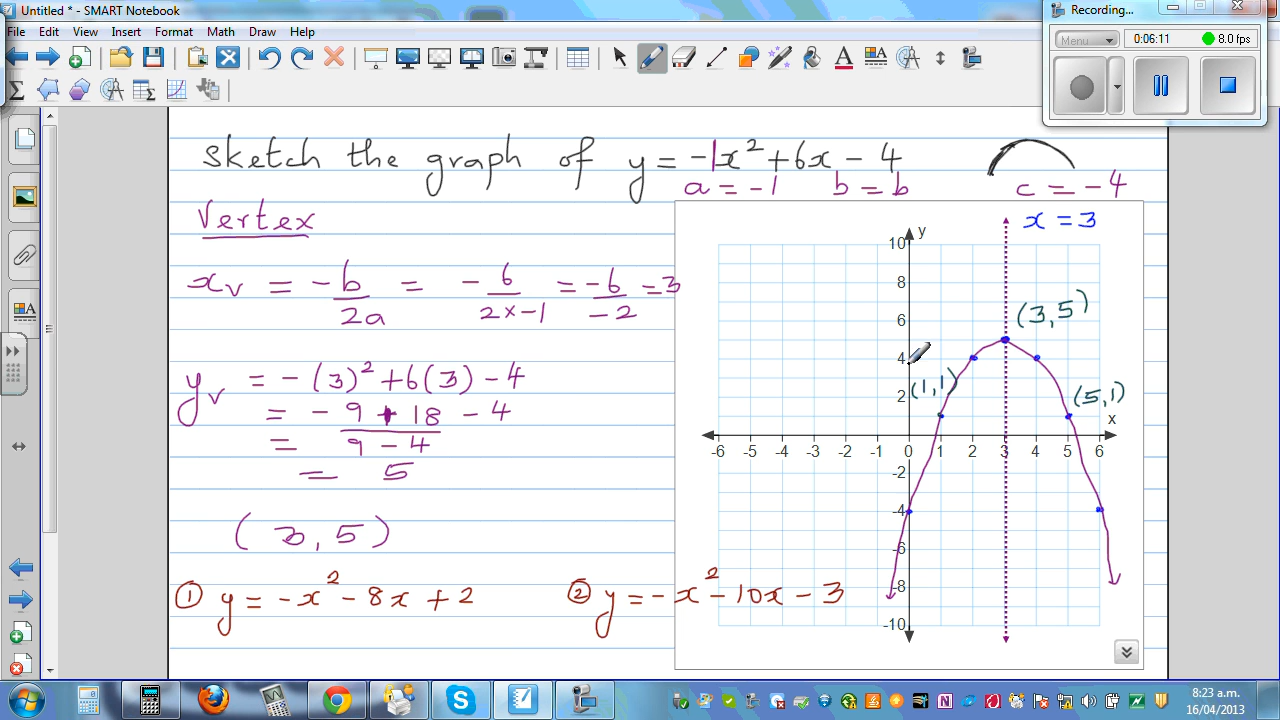 Untitled * - SMART Notebook
File Edit View Insert Format Math Draw Help
Recording...
Menu 0:06:11 8.0 fps
Sketch the graph of y = -1x² + 6x - 4
a = -1 b = b c = -4
Vertex
x = 3
xᵥ = -b/2a = -6/2×-1 = -6/-2 = 3
(3,5)
yᵥ = -(3)² + 6(3) - 4
= - 9 + 18 - 4
= 9 - 4
= 5
(3, 5)
(1,1)
(5,1)
y
10
8
6
4
2
x
-6 -5 -4 -3 -2 -1 0 1 2 3 4 5 6
-2
-4
-6
-8
-10
① y = -x² - 8x + 2
② y = -x² - 10x - 3
8:23 a.m.
16/04/2013